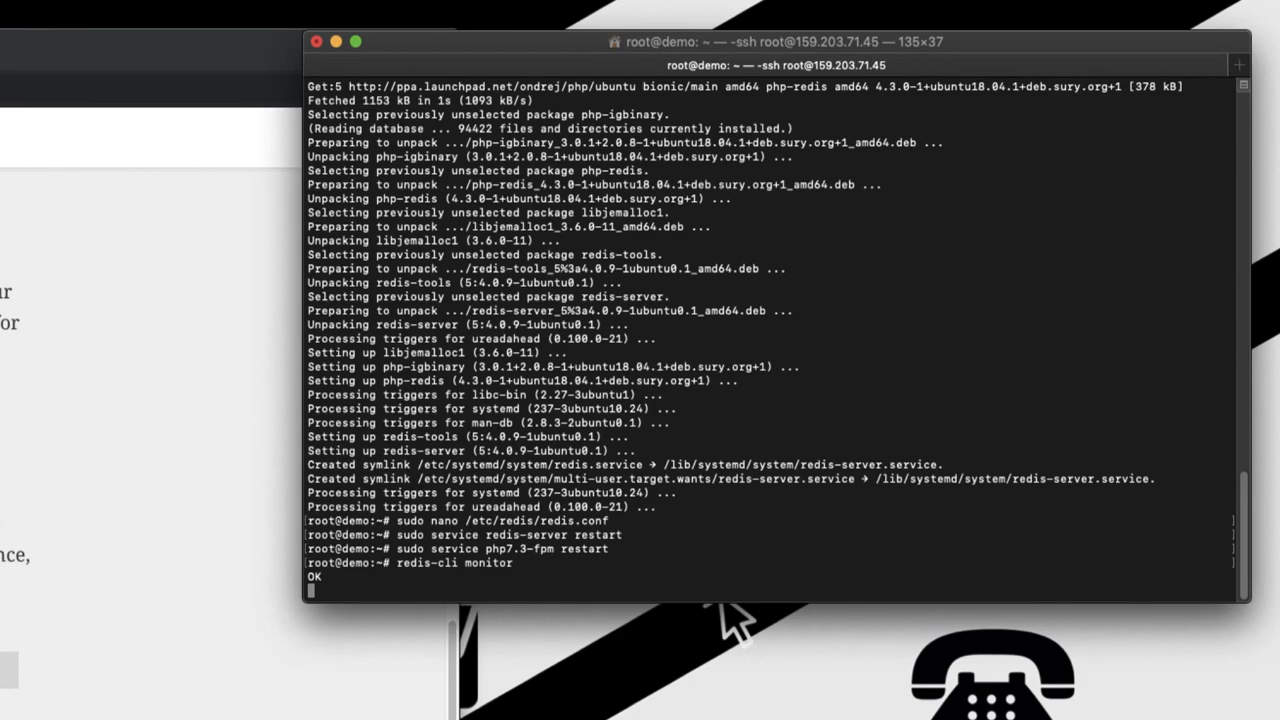 root@demo: ~ — -ssh root@159.203.71.45 — 135×37
root@demo: ~ — -ssh root@159.203.71.45
Get:5 http://ppa.launchpad.net/ondrej/php/ubuntu bionic/main amd64 php-redis amd64 4.3.0-1+ubuntu18.04.1+deb.sury.org+1 [378 kB]
Fetched 1153 kB in 1s (1093 kB/s)
Selecting previously unselected package php-igbinary.
(Reading database ... 94422 files and directories currently installed.)
Preparing to unpack .../php-igbinary_3.0.1+2.0.8-1+ubuntu18.04.1+deb.sury.org+1_amd64.deb ...
Unpacking php-igbinary (3.0.1+2.0.8-1+ubuntu18.04.1+deb.sury.org+1) ...
Selecting previously unselected package php-redis.
Preparing to unpack .../php-redis_4.3.0-1+ubuntu18.04.1+deb.sury.org+1_amd64.deb ...
Unpacking php-redis (4.3.0-1+ubuntu18.04.1+deb.sury.org+1) ...
Selecting previously unselected package libjemalloc1.
Preparing to unpack .../libjemalloc1_3.6.0-11_amd64.deb ...
Unpacking libjemalloc1 (3.6.0-11) ...
Selecting previously unselected package redis-tools.
Preparing to unpack .../redis-tools_5%3a4.0.9-1ubuntu0.1_amd64.deb ...
Unpacking redis-tools (5:4.0.9-1ubuntu0.1) ...
Selecting previously unselected package redis-server.
Preparing to unpack .../redis-server_5%3a4.0.9-1ubuntu0.1_amd64.deb ...
Unpacking redis-server (5:4.0.9-1ubuntu0.1) ...
Processing triggers for ureadahead (0.100.0-21) ...
Setting up libjemalloc1 (3.6.0-11) ...
Setting up php-igbinary (3.0.1+2.0.8-1+ubuntu18.04.1+deb.sury.org+1) ...
Setting up php-redis (4.3.0-1+ubuntu18.04.1+deb.sury.org+1) ...
Processing triggers for libc-bin (2.27-3ubuntu1) ...
Processing triggers for systemd (237-3ubuntu10.24) ...
Processing triggers for man-db (2.8.3-2ubuntu0.1) ...
Setting up redis-tools (5:4.0.9-1ubuntu0.1) ...
Setting up redis-server (5:4.0.9-1ubuntu0.1) ...
Created symlink /etc/systemd/system/redis.service → /lib/systemd/system/redis-server.service.
Created symlink /etc/systemd/system/multi-user.target.wants/redis-server.service → /lib/systemd/system/redis-server.service.
Processing triggers for systemd (237-3ubuntu10.24) ...
Processing triggers for ureadahead (0.100.0-21) ...
[root@demo:~# sudo nano /etc/redis/redis.conf ]
[root@demo:~# sudo service redis-server restart ]
[root@demo:~# sudo service php7.3-fpm restart ]
[root@demo:~# redis-cli monitor ]
OK
ur
for
nce,